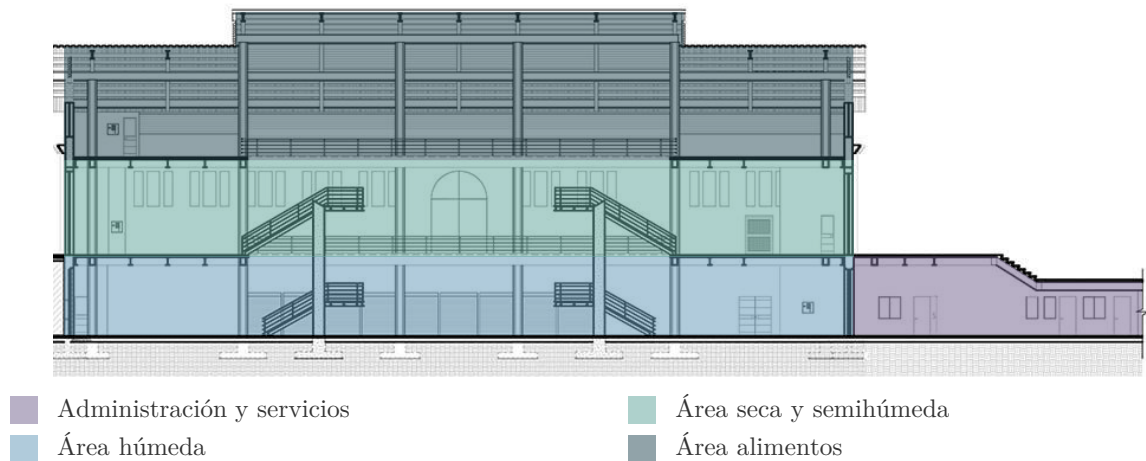 Administración y servicios
Área húmeda
Área seca y semihúmeda
Área alimentos